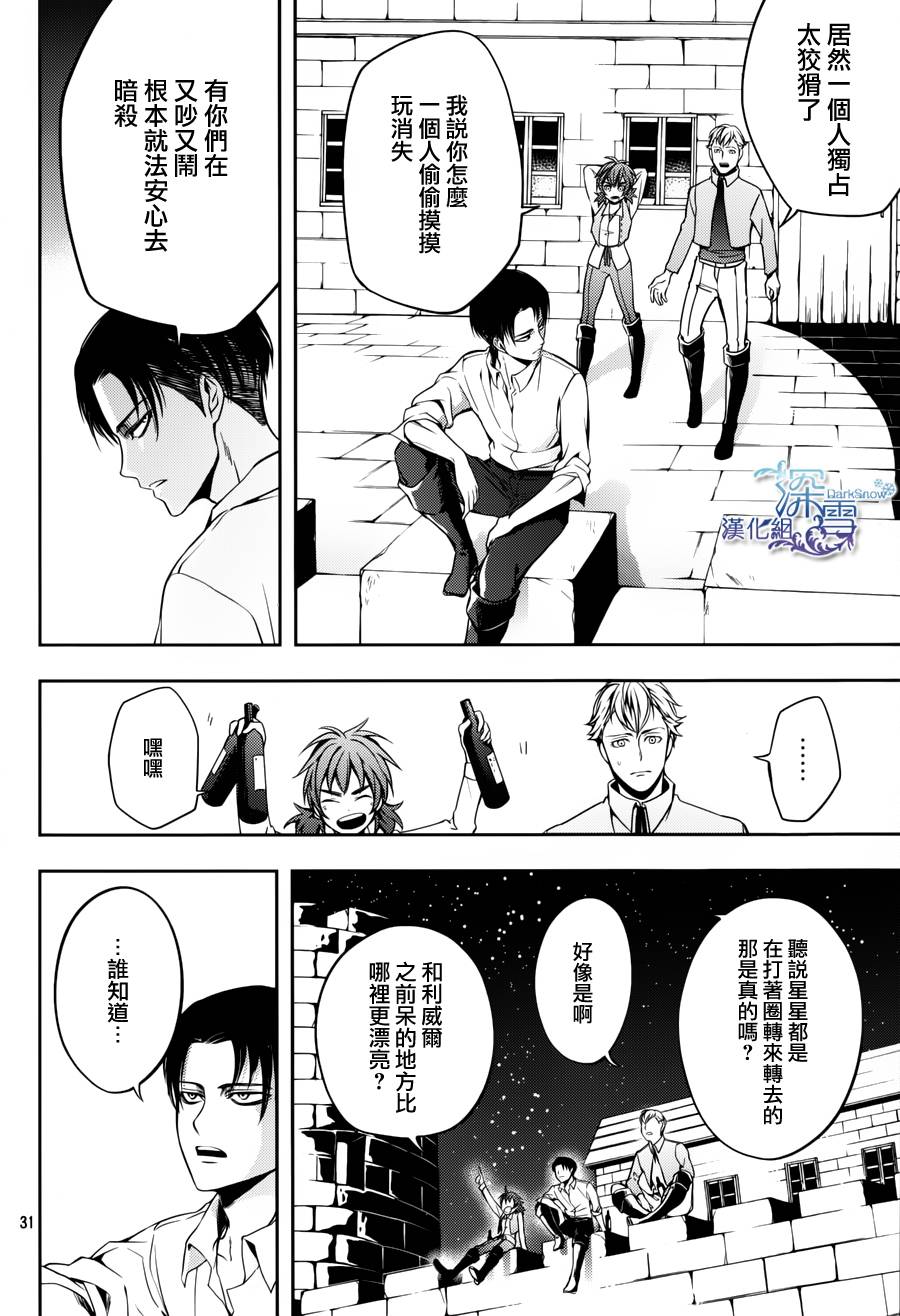 居然一個人獨占
太狡猾了
我説你怎麼
一個人偷偷摸摸
玩消失
有你們在
又吵又鬧
根本就法安心去
暗殺
DarkSnow
深雪
漢化組
……
嘿
嘿
聽説星星都是
在打著圈轉來轉去的
那是真的嗎?
好像是啊
和利威爾
之前呆的地方比
哪裡更漂亮?
…誰知道…
31